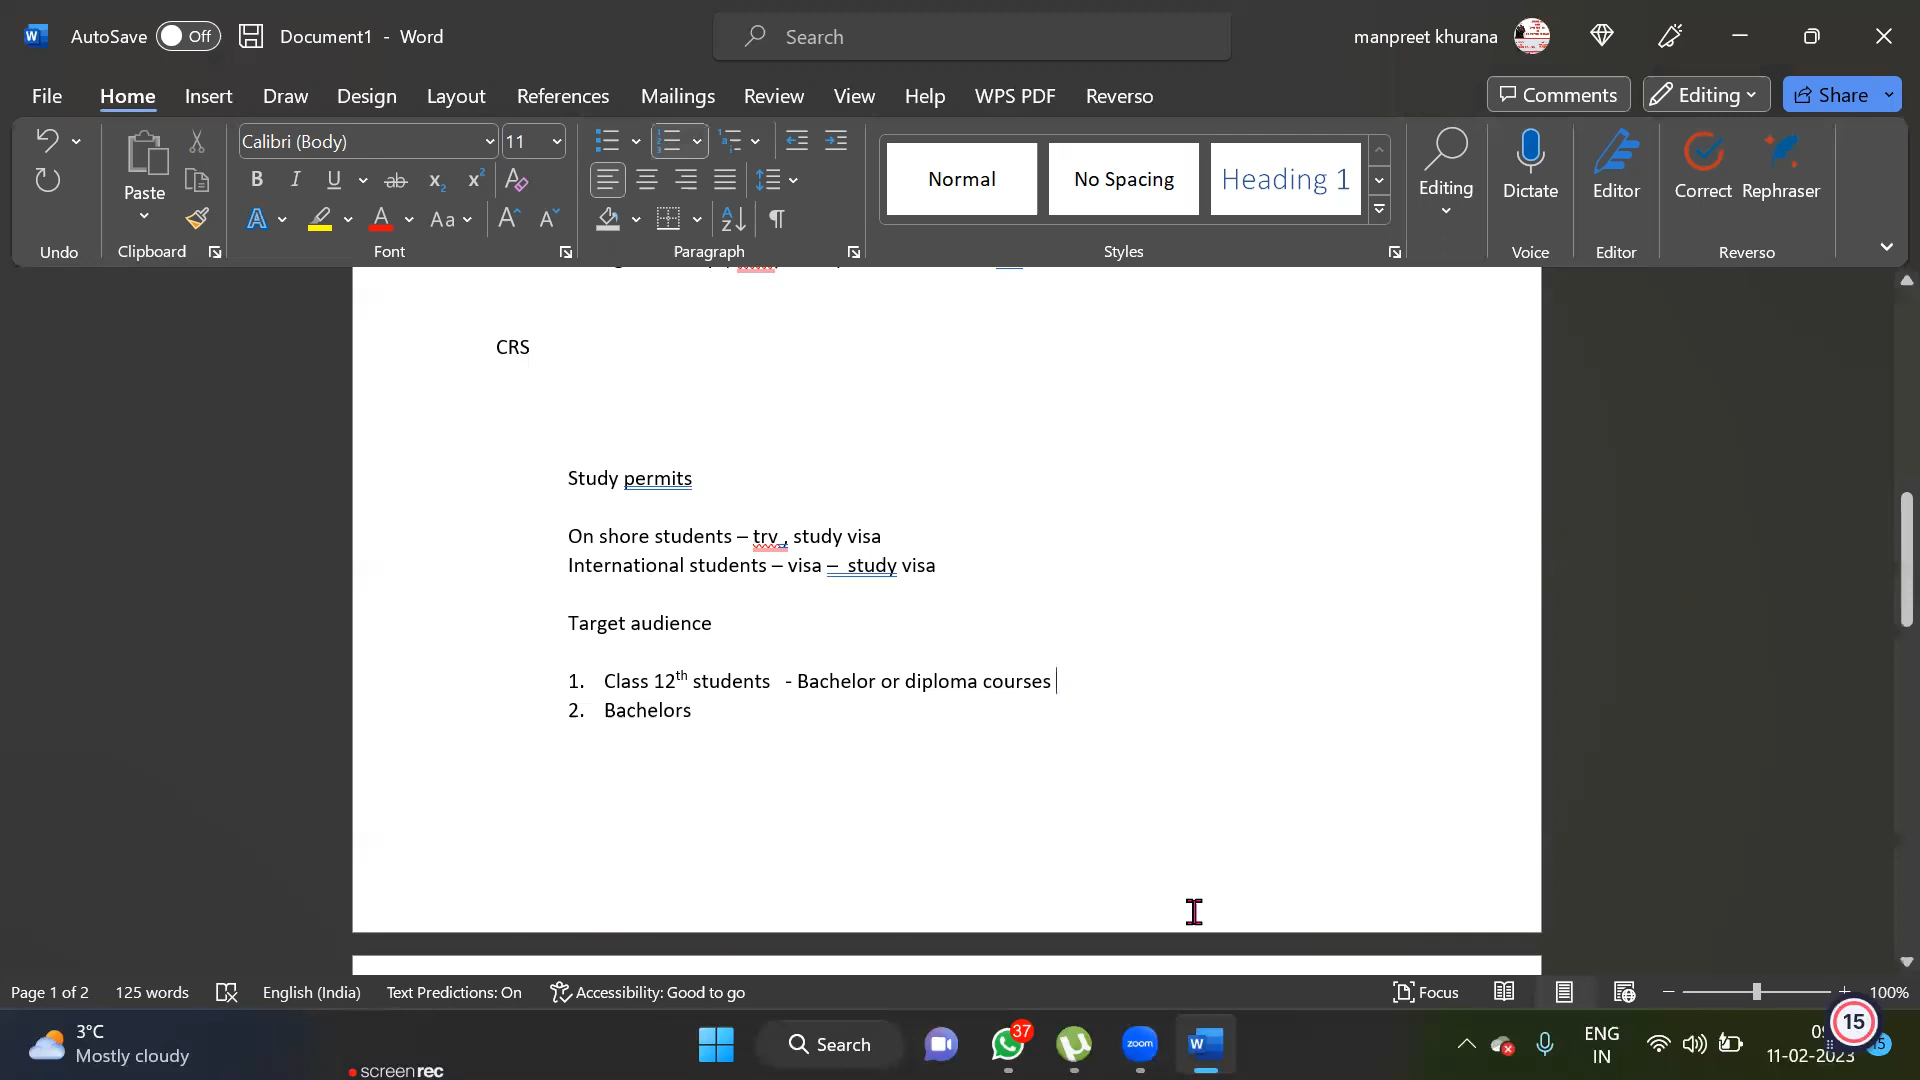 AutoSave Off Document1 - Word Search manpreet khurana
File Home Insert Draw Design Layout References Mailings Review View Help WPS PDF Reverso Comments Editing Share
Calibri (Body) 11
Paste
Normal No Spacing Heading 1
Editing Dictate Editor Correct Rephraser
Undo Clipboard Font Paragraph Styles Voice Editor Reverso
CRS
Study permits
On shore students – trv , study visa
International students – visa – study visa
Target audience
1. Class 12th students - Bachelor or diploma courses
2. Bachelors
Page 1 of 2 125 words English (India) Text Predictions: On Accessibility: Good to go Focus 100%
3°C
Mostly cloudy
Search
37
zoom
ENG
IN
11-02-2023
15
screenrec